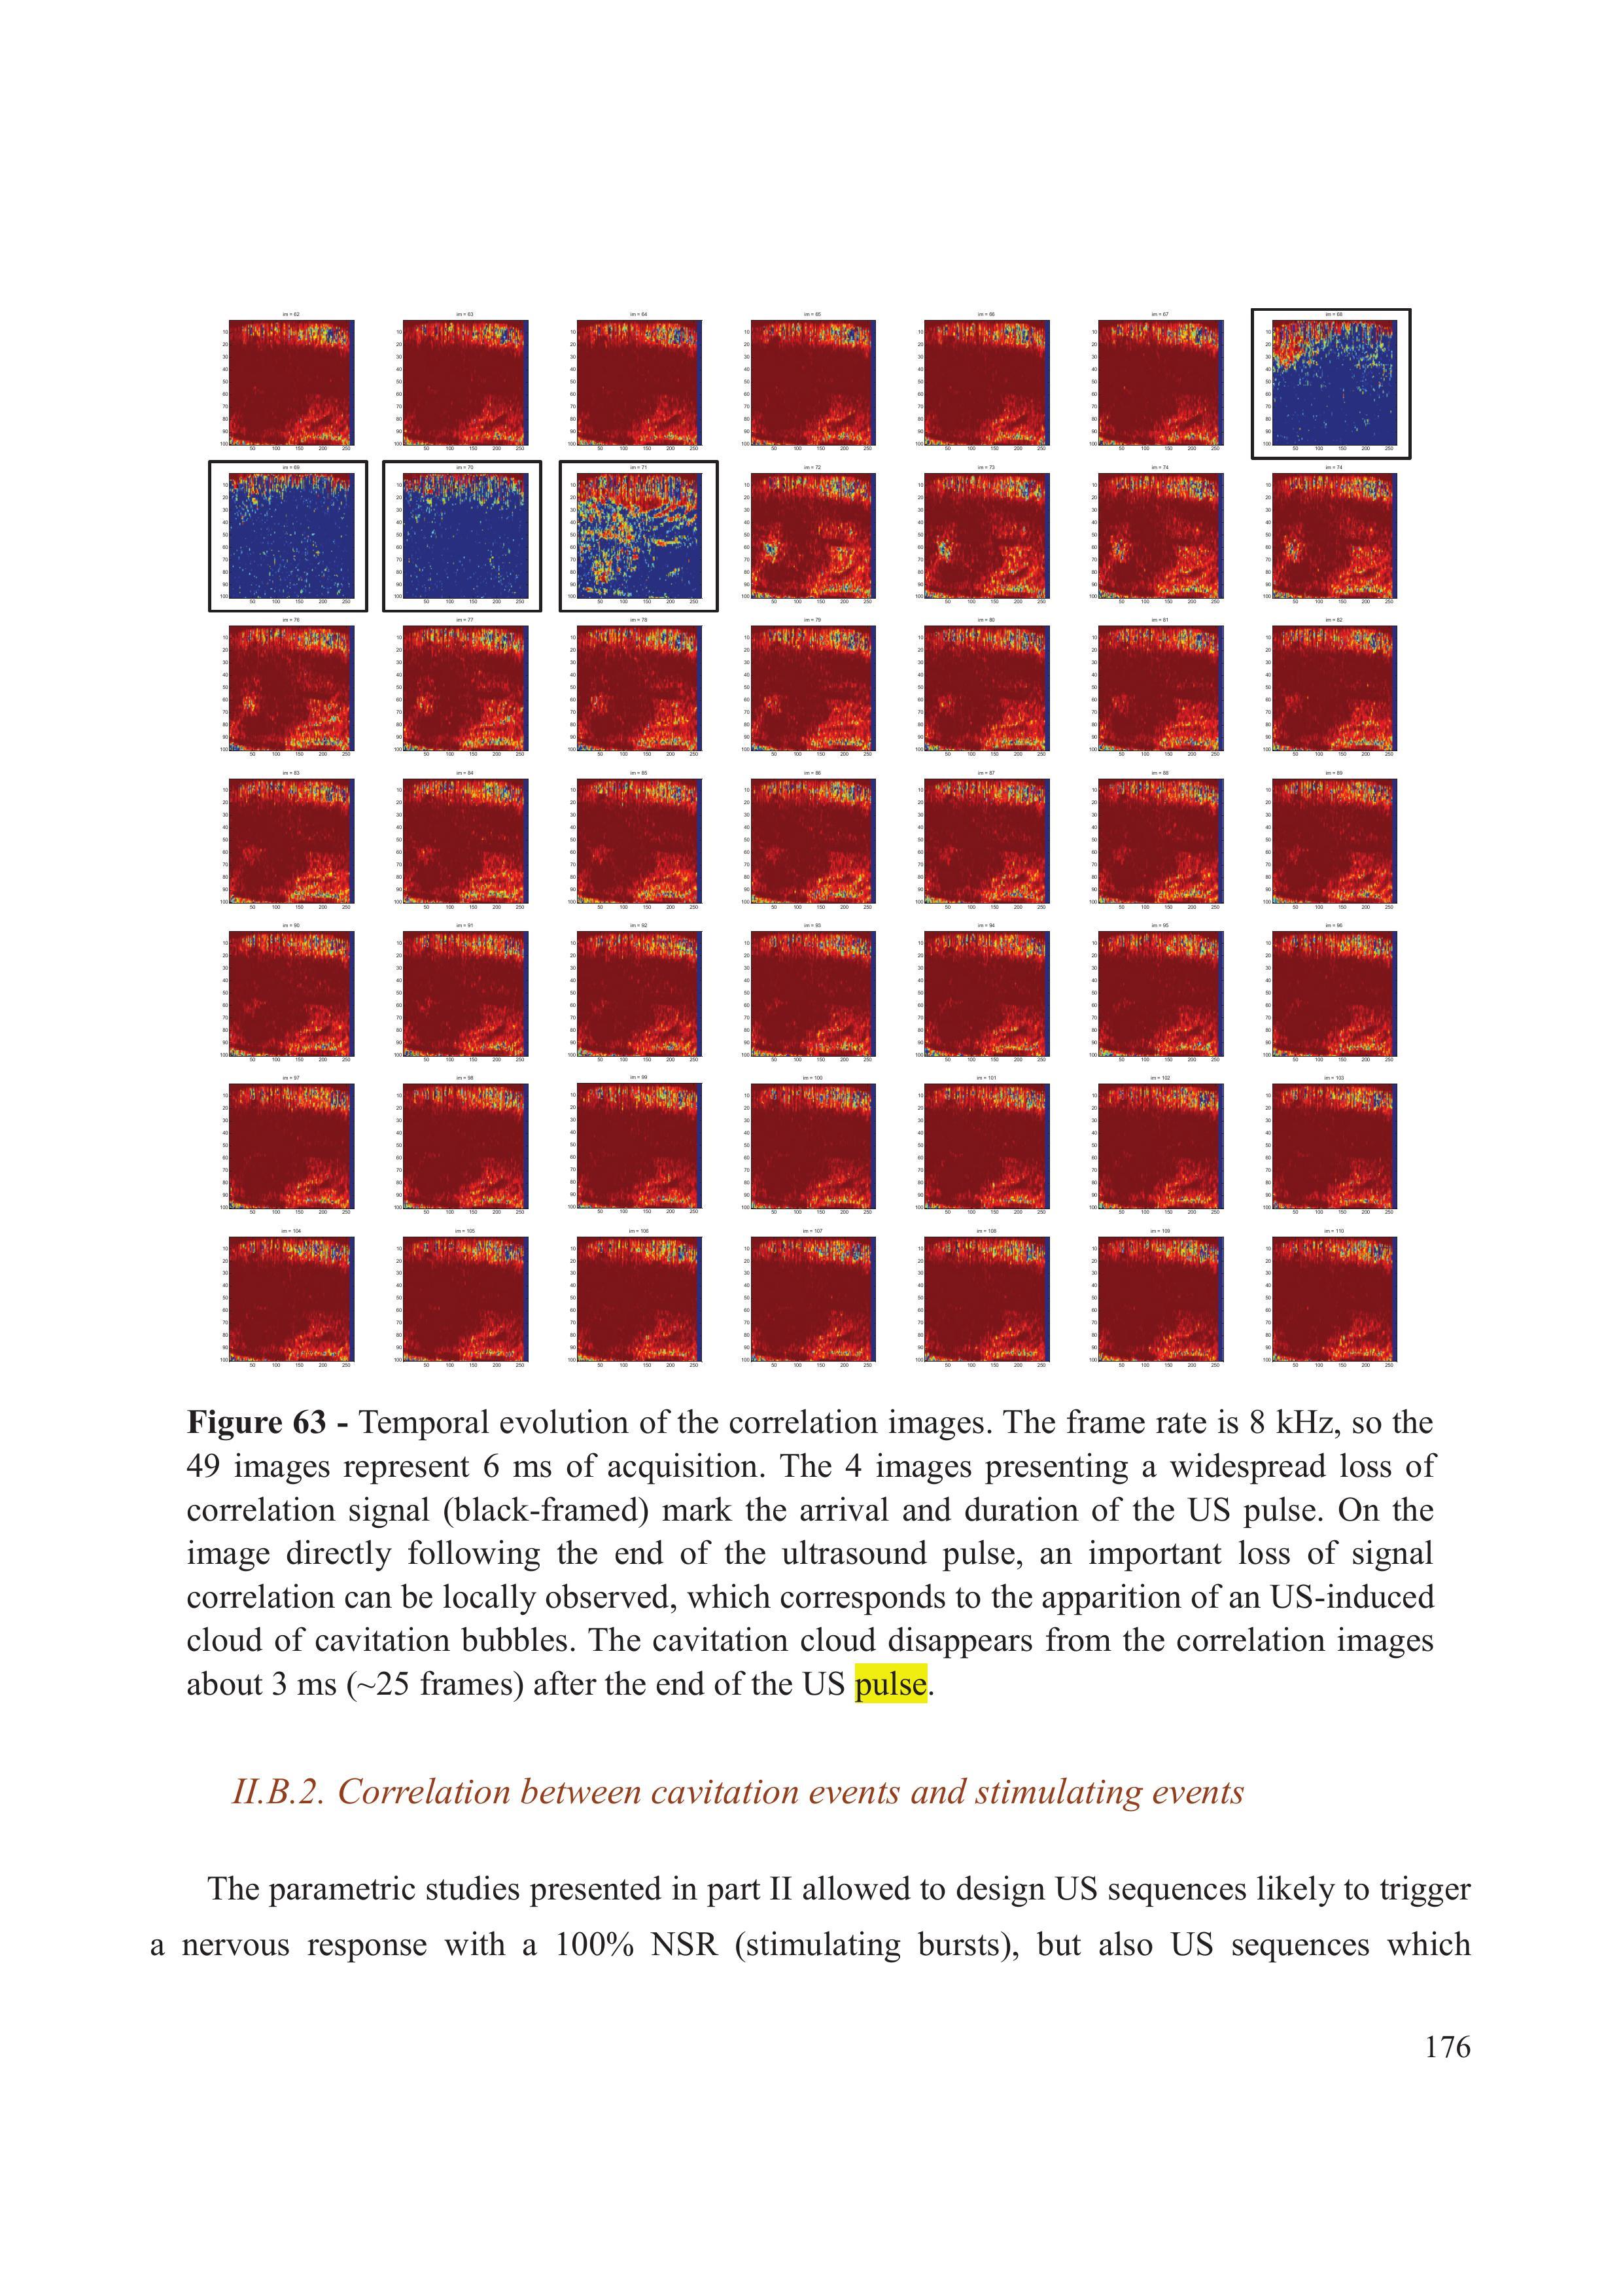 im = 62 im = 63 im = 64 im = 65 im = 66 im = 67 im = 68
im = 69 im = 70 im = 71 im = 72 im = 73 im = 74 im = 74
im = 76 im = 77 im = 78 im = 79 im = 80 im = 81 im = 82
im = 83 im = 84 im = 85 im = 86 im = 87 im = 88 im = 89
im = 90 im = 91 im = 92 im = 93 im = 94 im = 95 im = 96
im = 97 im = 98 im = 99 im = 100 im = 101 im = 102 im = 103
im = 104 im = 105 im = 106 im = 107 im = 108 im = 109 im = 110
Figure 63 - Temporal evolution of the correlation images. The frame rate is 8 kHz, so the
49 images represent 6 ms of acquisition. The 4 images presenting a widespread loss of
correlation signal (black-framed) mark the arrival and duration of the US pulse. On the
image directly following the end of the ultrasound pulse, an important loss of signal
correlation can be locally observed, which corresponds to the apparition of an US-induced
cloud of cavitation bubbles. The cavitation cloud disappears from the correlation images
about 3 ms (~25 frames) after the end of the US pulse.
II.B.2. Correlation between cavitation events and stimulating events
The parametric studies presented in part II allowed to design US sequences likely to trigger
a nervous response with a 100% NSR (stimulating bursts), but also US sequences which
176